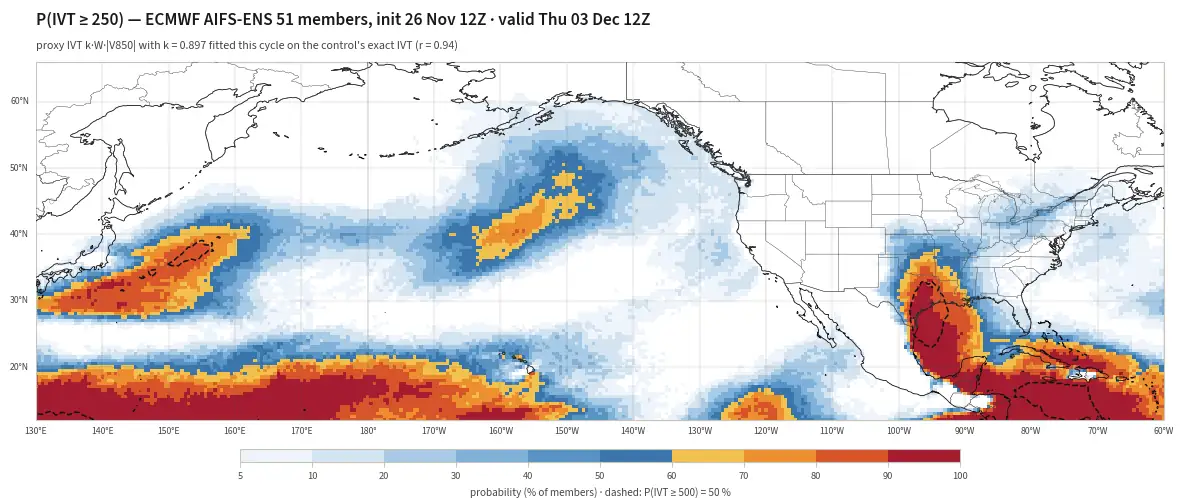 P(IVT ≥ 250) — ECMWF AIFS-ENS 51 members, init 26 Nov 12Z · valid Thu 03 Dec 12Z
proxy IVT k·W·|V850| with k = 0.897 fitted this cycle on the control's exact IVT (r = 0.94)
60°N
50°N
40°N
30°N
20°N
130°E 140°E 150°E 160°E 170°E 180° 170°W 160°W 150°W 140°W 130°W 120°W 110°W 100°W 90°W 80°W 70°W 60°W
5 10 20 30 40 50 60 70 80 90 100
probability (% of members) · dashed: P(IVT ≥ 500) = 50 %